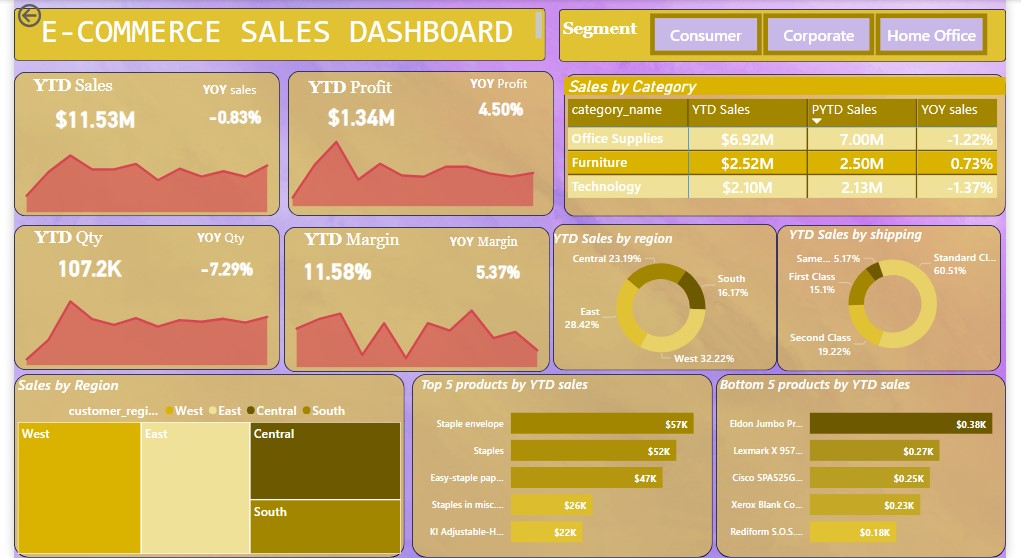 E-COMMERCE SALES DASHBOARD
Segment
Consumer
Corporate
Home Office
YTD Sales
YOY sales
$11.53M
-0.83%
YTD Profit
YOY Profit
$1.34M
4.50%
Sales by Category
category_name YTD Sales PYTD Sales YOY sales
Office Supplies $6.92M 7.00M -1.22%
Furniture $2.52M 2.50M 0.73%
Technology $2.10M 2.13M -1.37%
YTD Qty
YOY Qty
107.2K
-7.29%
YTD Margin
YOY Margin
11.58%
5.37%
YTD Sales by region
Central 23.19%
South
16.17%
East
28.42%
West 32.22%
YTD Sales by shipping
Same... 5.17%
Standard Cl...
60.51%
First Class
15.1%
Second Class
19.22%
Sales by Region
customer_regi... West East Central South
West
East
Central
South
Top 5 products by YTD sales
Staple envelope $57K
Staples $52K
Easy-staple pap... $47K
Staples in misc.... $26K
KI Adjustable-H... $22K
Bottom 5 products by YTD sales
Eldon Jumbo Pr... $0.38K
Lexmark X 957... $0.27K
Cisco SPA525G... $0.25K
Xerox Blank Co... $0.23K
Rediform S.O.S.... $0.18K